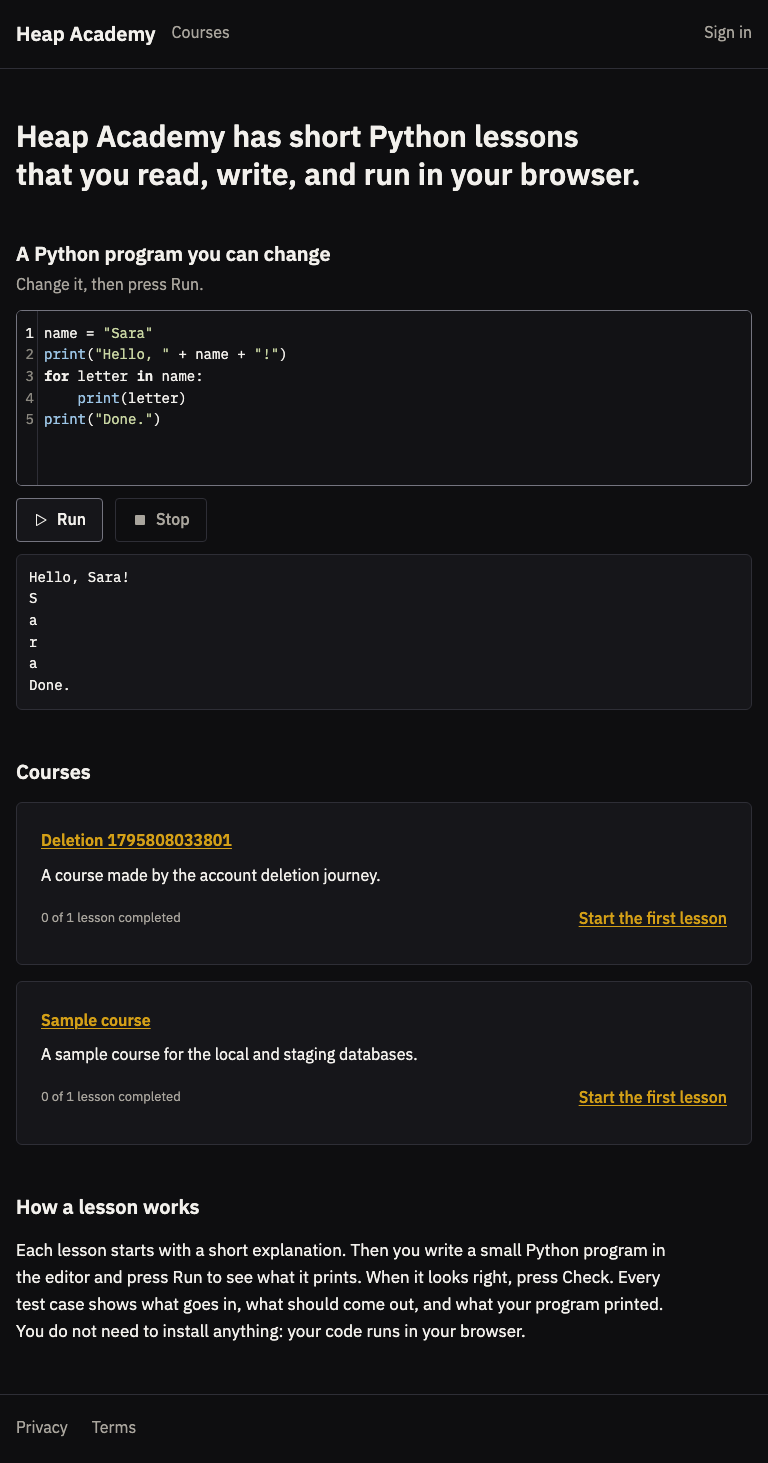 Heap Academy Courses Sign in
Heap Academy has short Python lessons
that you read, write, and run in your browser.
A Python program you can change
Change it, then press Run.
1 name = "Sara"
2 print("Hello, " + name + "!")
3 for letter in name:
4     print(letter)
5 print("Done.")
Run Stop
Hello, Sara!
S
a
r
a
Done.
Courses
Deletion 1795808033801
A course made by the account deletion journey.
0 of 1 lesson completed Start the first lesson
Sample course
A sample course for the local and staging databases.
0 of 1 lesson completed Start the first lesson
How a lesson works
Each lesson starts with a short explanation. Then you write a small Python program in
the editor and press Run to see what it prints. When it looks right, press Check. Every
test case shows what goes in, what should come out, and what your program printed.
You do not need to install anything: your code runs in your browser.
Privacy Terms